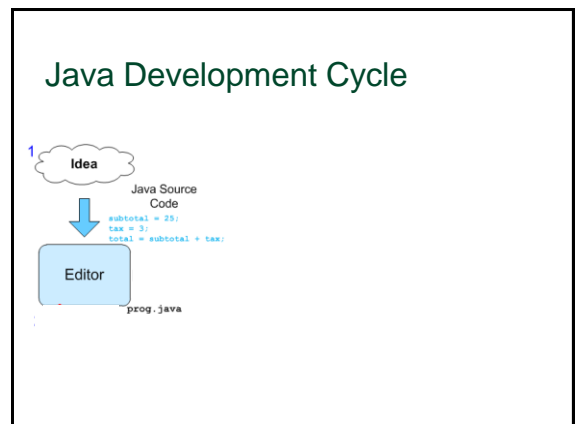 Java Development Cycle
1
Idea
Java Source
Code
subtotal = 25;
tax = 3;
total = subtotal + tax;
Editor
prog.java